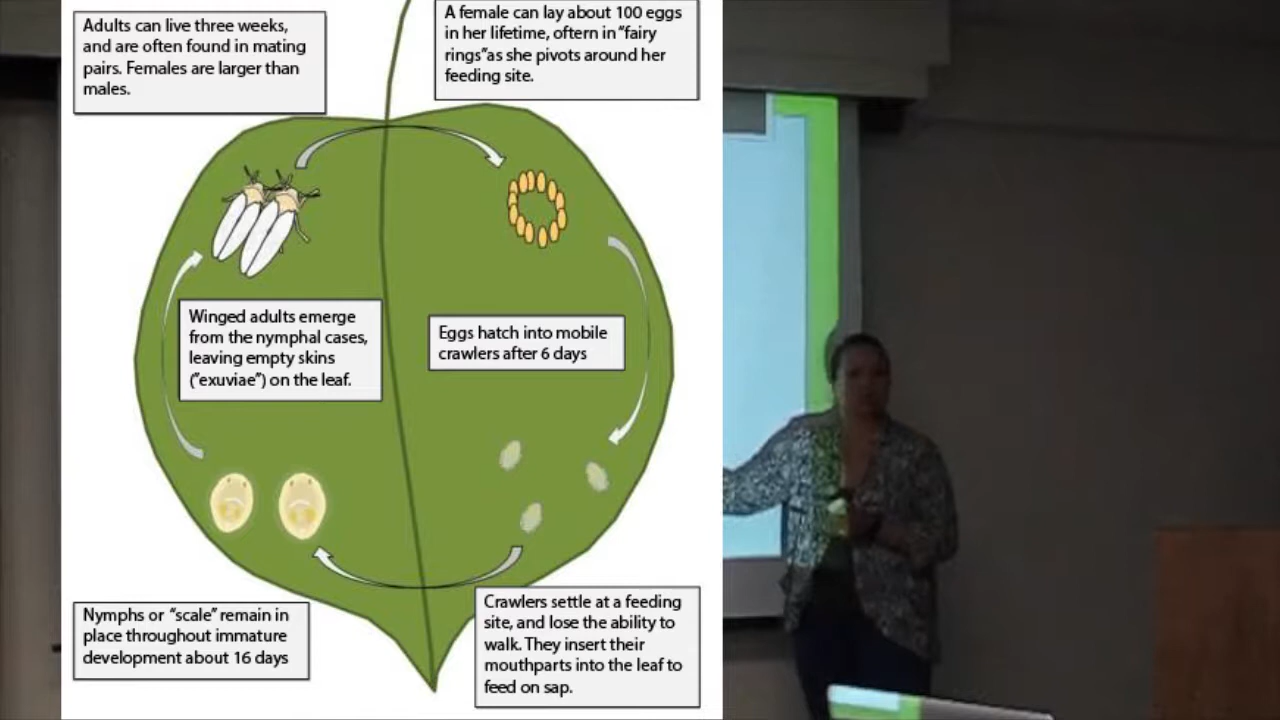 Adults can live three weeks,
and are often found in mating
pairs. Females are larger than
males.
A female can lay about 100 eggs
in her lifetime, oftern in "fairy
rings"as she pivots around her
feeding site.
Winged adults emerge
from the nymphal cases,
leaving empty skins
("exuviae") on the leaf.
Eggs hatch into mobile
crawlers after 6 days
Nymphs or "scale" remain in
place throughout immature
development about 16 days
Crawlers settle at a feeding
site, and lose the ability to
walk. They insert their
mouthparts into the leaf to
feed on sap.